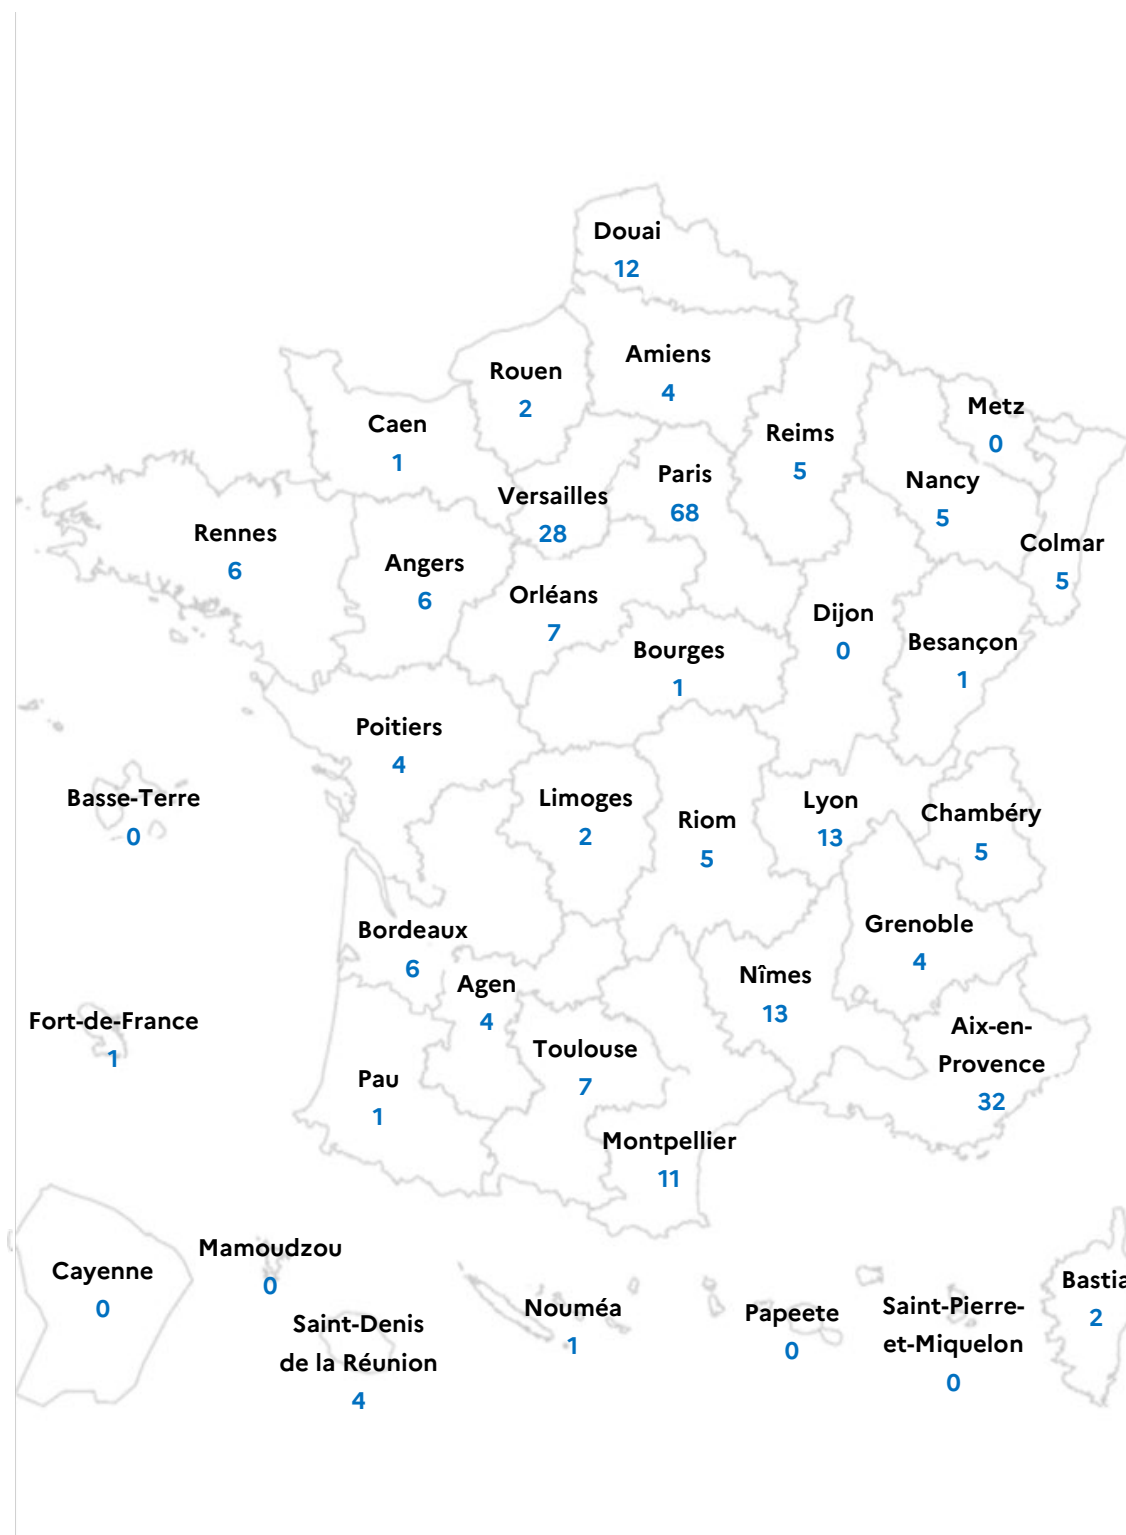 Douai
12
Amiens
4
Rouen
2
Caen
1
Metz
0
Reims
5
Paris
68
Nancy
5
Versailles
28
Rennes
6
Colmar
5
Angers
6
Orléans
7
Dijon
0
Besançon
1
Bourges
1
Poitiers
4
Basse-Terre
0
Limoges
2
Riom
5
Lyon
13
Chambéry
5
Bordeaux
6
Grenoble
4
Agen
4
Nîmes
13
Fort-de-France
1
Aix-en-
Provence
32
Toulouse
7
Pau
1
Montpellier
11
Cayenne
0
Mamoudzou
0
Saint-Denis
de la Réunion
4
Nouméa
1
Papeete
0
Saint-Pierre-
et-Miquelon
0
Bastia
2